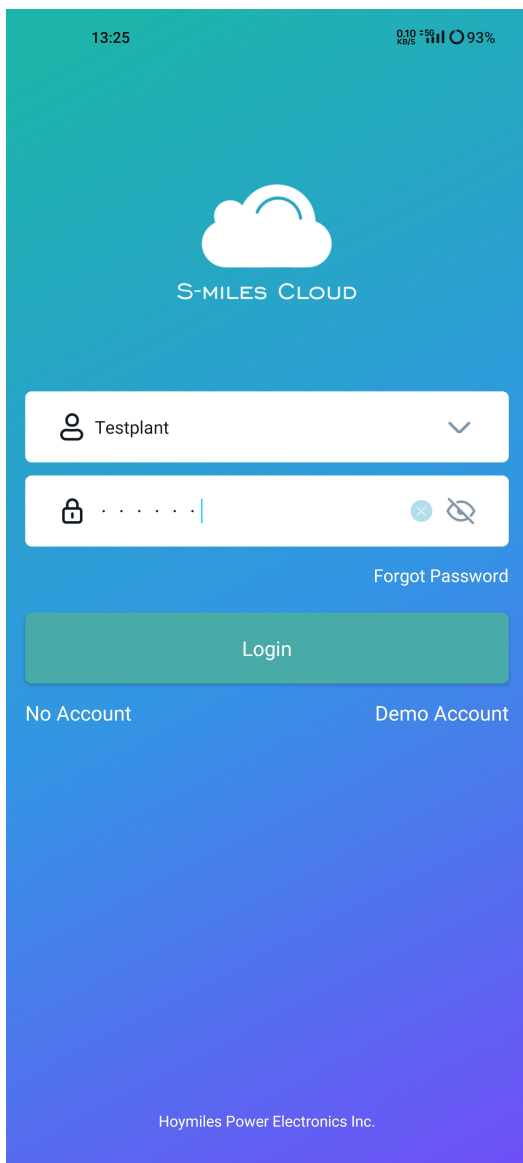 13:25
0.10 KB/S 5G 93%
S-MILES CLOUD
Testplant
Forgot Password
Login
No Account
Demo Account
Hoymiles Power Electronics Inc.